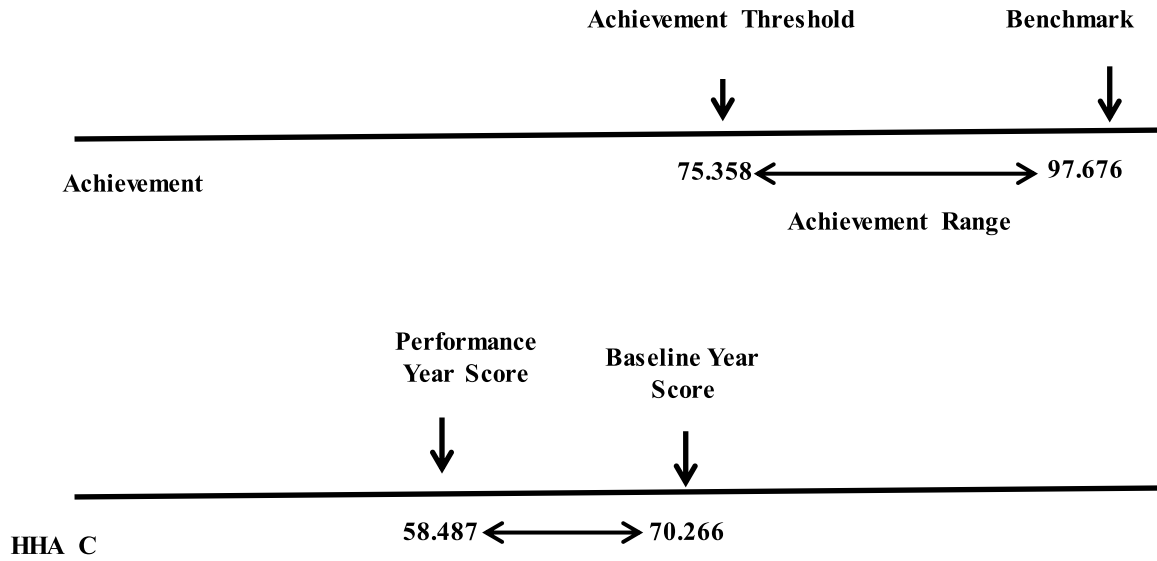 Achievement Threshold
Benchmark
75.358
97.676
Achievement
Achievement Range
Performance
Year Score
Baseline Year
Score
58.487
70.266
HHA C